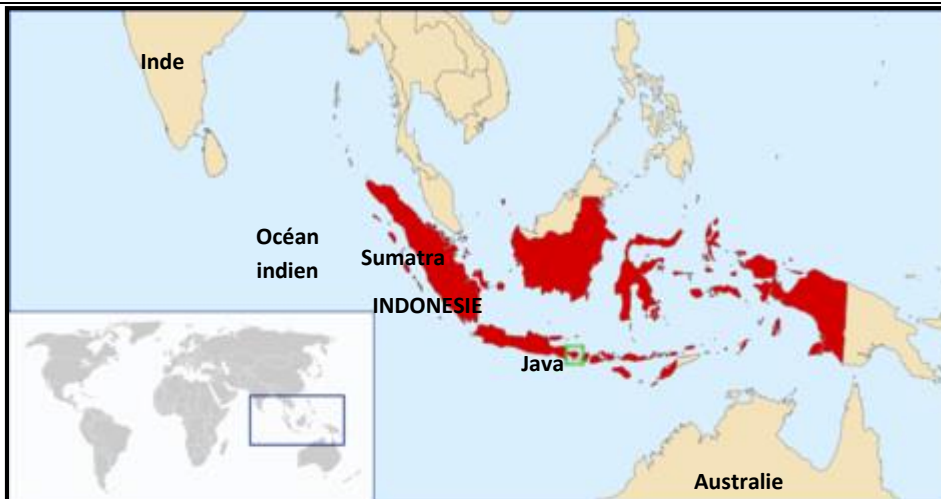 Inde
Océan
indien
Sumatra
INDONESIE
Java
Australie